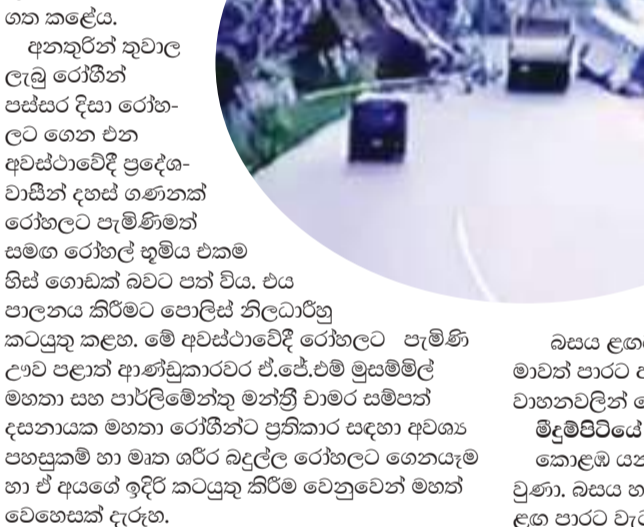 ගත කළේය.
අනතුරින් තුවාල
ලැබූ රෝගීන්
පස්සර දිසා රෝහ-
ලට ගෙන එන
අවස්ථාවේදී ප්‍රදේශ-
වාසීන් දහස් ගණනක්
රෝහලට පැමිණිමත්
සමඟ රෝහල් භූමිය එකම
හිස් ගොඩක් බවට පත් විය. එය
පාලනය කිරීමට පොලිස් නිලධාරීහු
කටයුතු කළහ. මේ අවස්ථාවේදී රෝහලට පැමිණි
ඌව පළාත් ආණ්ඩුකාරවර ඒ.ජේ.එම් මුසම්මිල්
මහතා සහ පාර්ලිමේන්තු මන්ත්‍රී චාමර සම්පත්
දසනායක මහතා රෝගීන්ට ප්‍රතිකාර සඳහා අවශ්‍ය
පහසුකම් හා මෘත ශරීර බදුල්ල රෝහලට ගෙනයෑම
හා ඒ අයගේ ඉදිරි කටයුතු කිරීම වෙනුවෙන් මහත්
වෙහෙසක් දැරූහ.
බසය
මාවත් පාරට
වාහනවලින්
මීදුම්පිටියේ
කොළඹ යන
වුණා. බසය
ළඟ පාරට